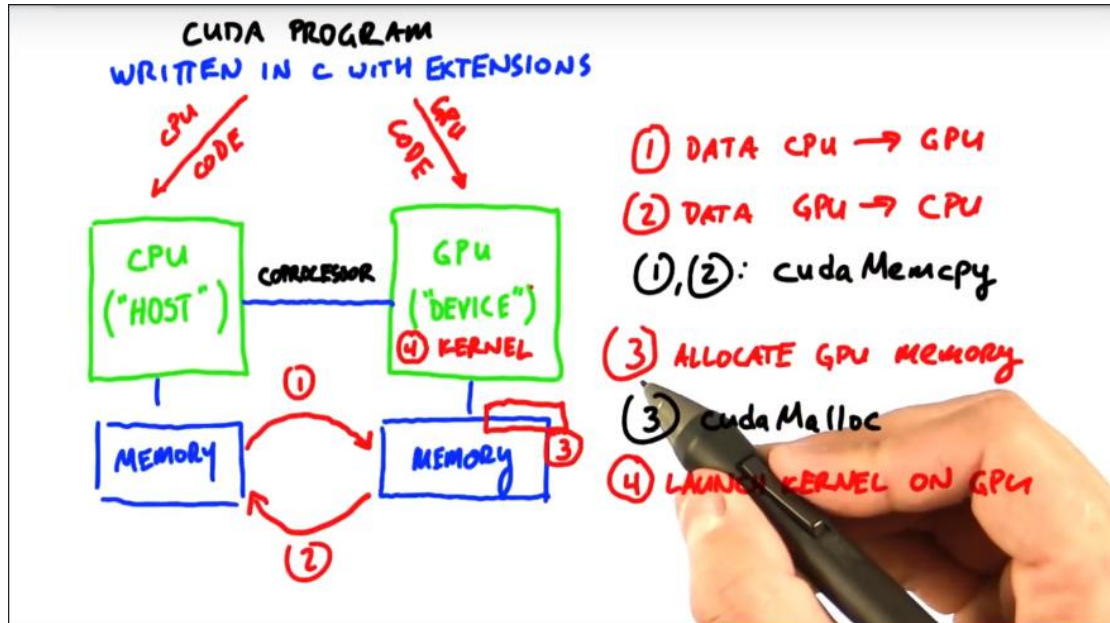 CUDA PROGRAM
WRITTEN IN C WITH EXTENSIONS
CPU
CODE
GPU
CODE
CPU
("HOST")
COPROCESSOR
GPU
("DEVICE")
④ KERNEL
①
MEMORY
MEMORY
③
②
① DATA CPU → GPU
② DATA GPU → CPU
①,②: cudaMemcpy
③ ALLOCATE GPU MEMORY
③ cudaMalloc
④ LAUNCH KERNEL ON GPU